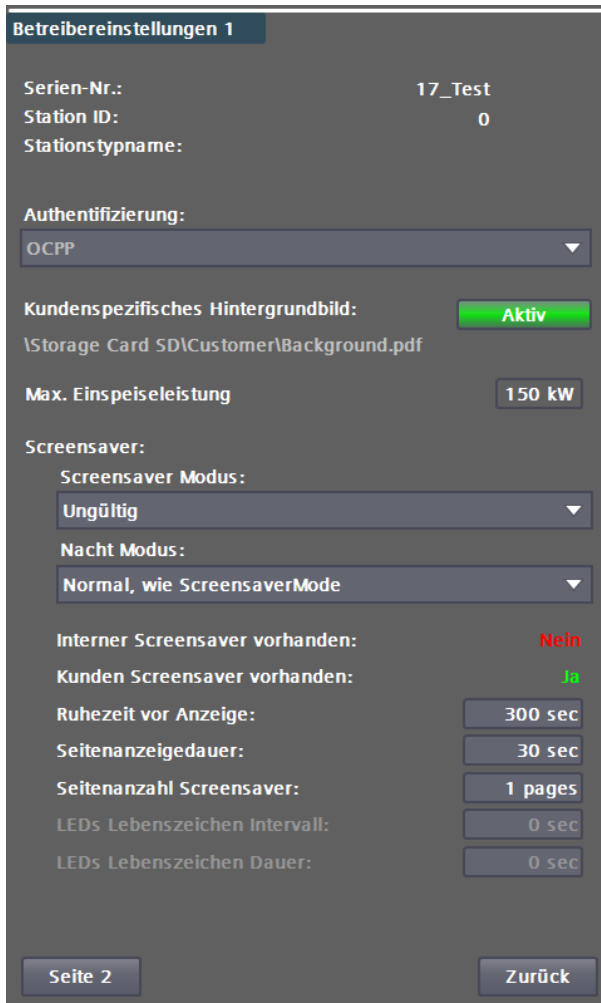 Betreibereinstellungen 1
Serien-Nr.: 17_Test
Station ID: 0
Stationstypname:
Authentifizierung:
OCPP
Kundenspezifisches Hintergrundbild: Aktiv
\Storage Card SD\Customer\Background.pdf
Max. Einspeiseleistung 150 kW
Screensaver:
Screensaver Modus:
Ungültig
Nacht Modus:
Normal, wie ScreensaverMode
Interner Screensaver vorhanden: Nein
Kunden Screensaver vorhanden: Ja
Ruhezeit vor Anzeige: 300 sec
Seitenanzeigedauer: 30 sec
Seitenanzahl Screensaver: 1 pages
LEDs Lebenszeichen Intervall: 0 sec
LEDs Lebenszeichen Dauer: 0 sec
Seite 2 Zurück